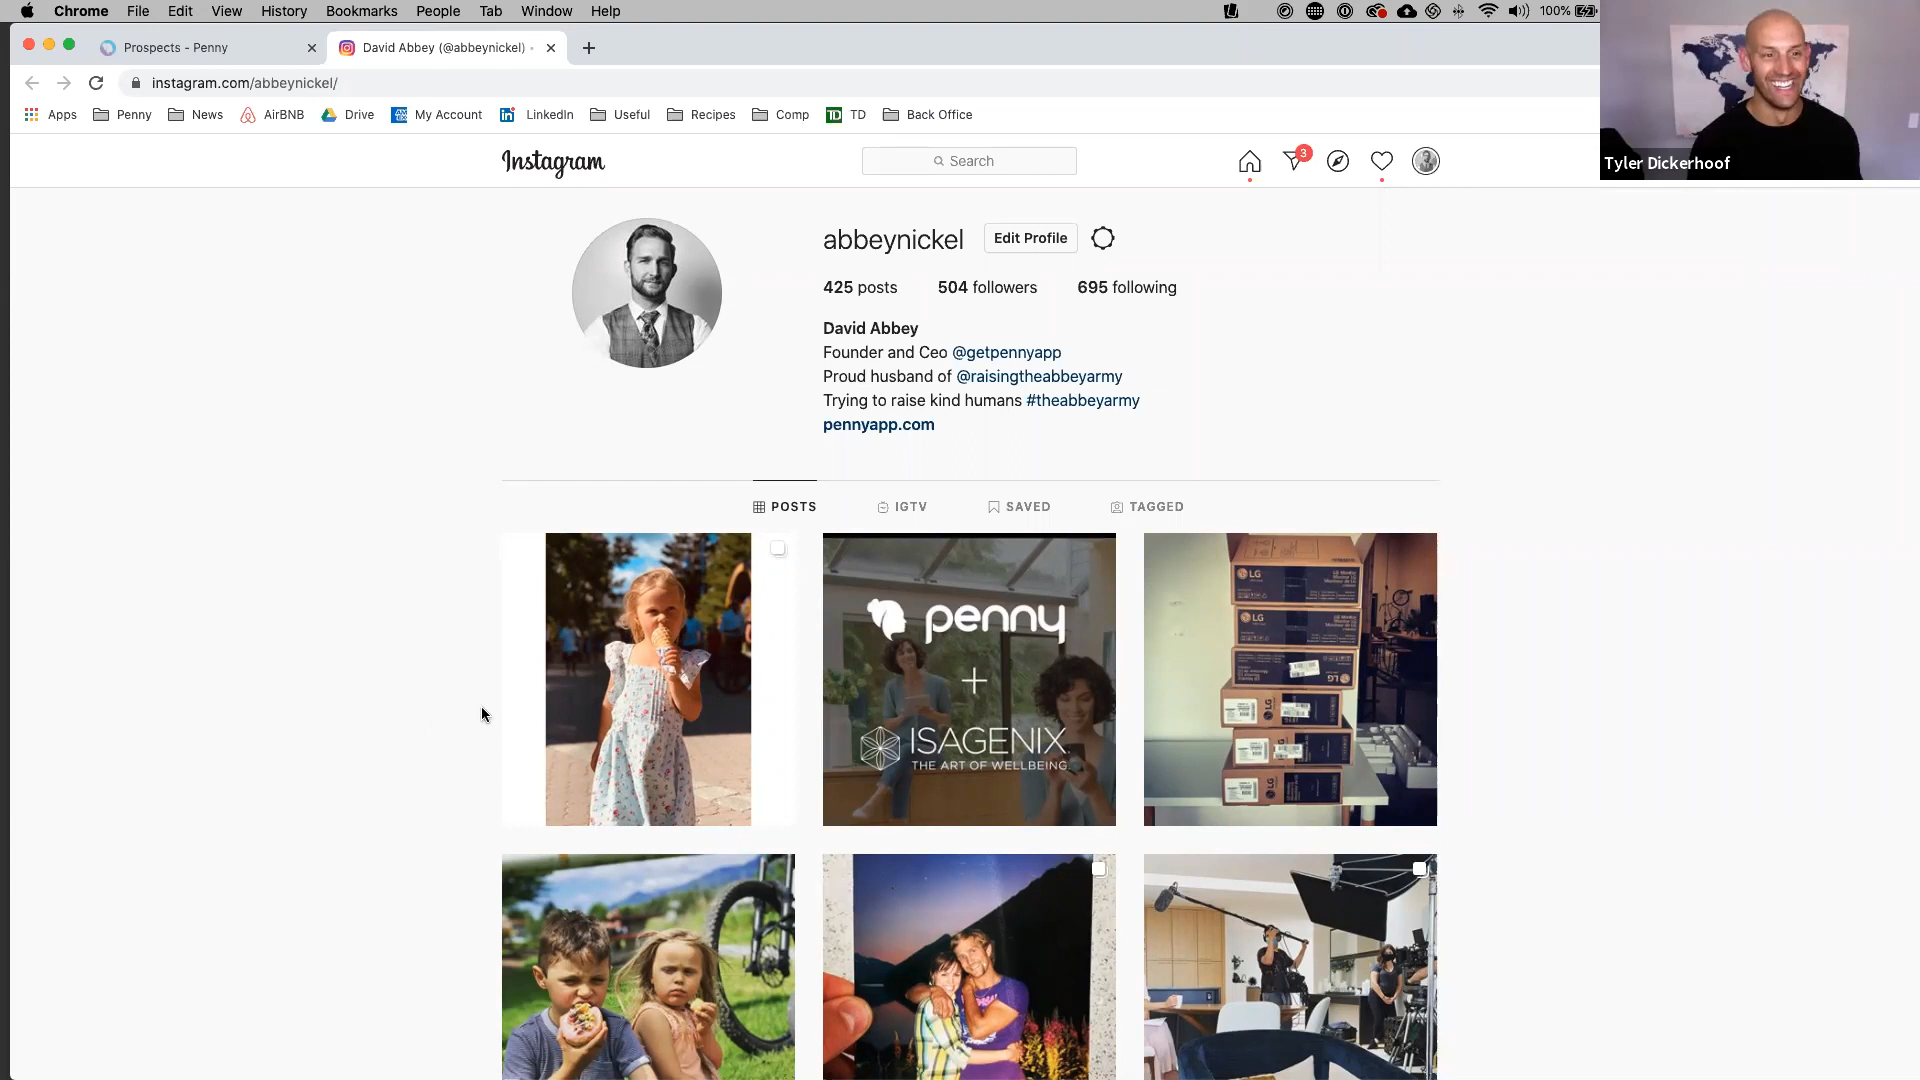 Chrome File Edit View History Bookmarks People Tab Window Help
100%
Prospects - Penny
David Abbey (@abbeynickel) •
instagram.com/abbeynickel/
Apps Penny News AirBNB Drive My Account LinkedIn Useful Recipes Comp TD Back Office
Tyler Dickerhoof
Instagram
Search
3
abbeynickel
Edit Profile
425 posts 504 followers 695 following
David Abbey
Founder and Ceo @getpennyapp
Proud husband of @raisingtheabbeyarmy
Trying to raise kind humans #theabbeyarmy
pennyapp.com
POSTS IGTV SAVED TAGGED
penny
+
ISAGENIX
THE ART OF WELLBEING
LG
LG
LG